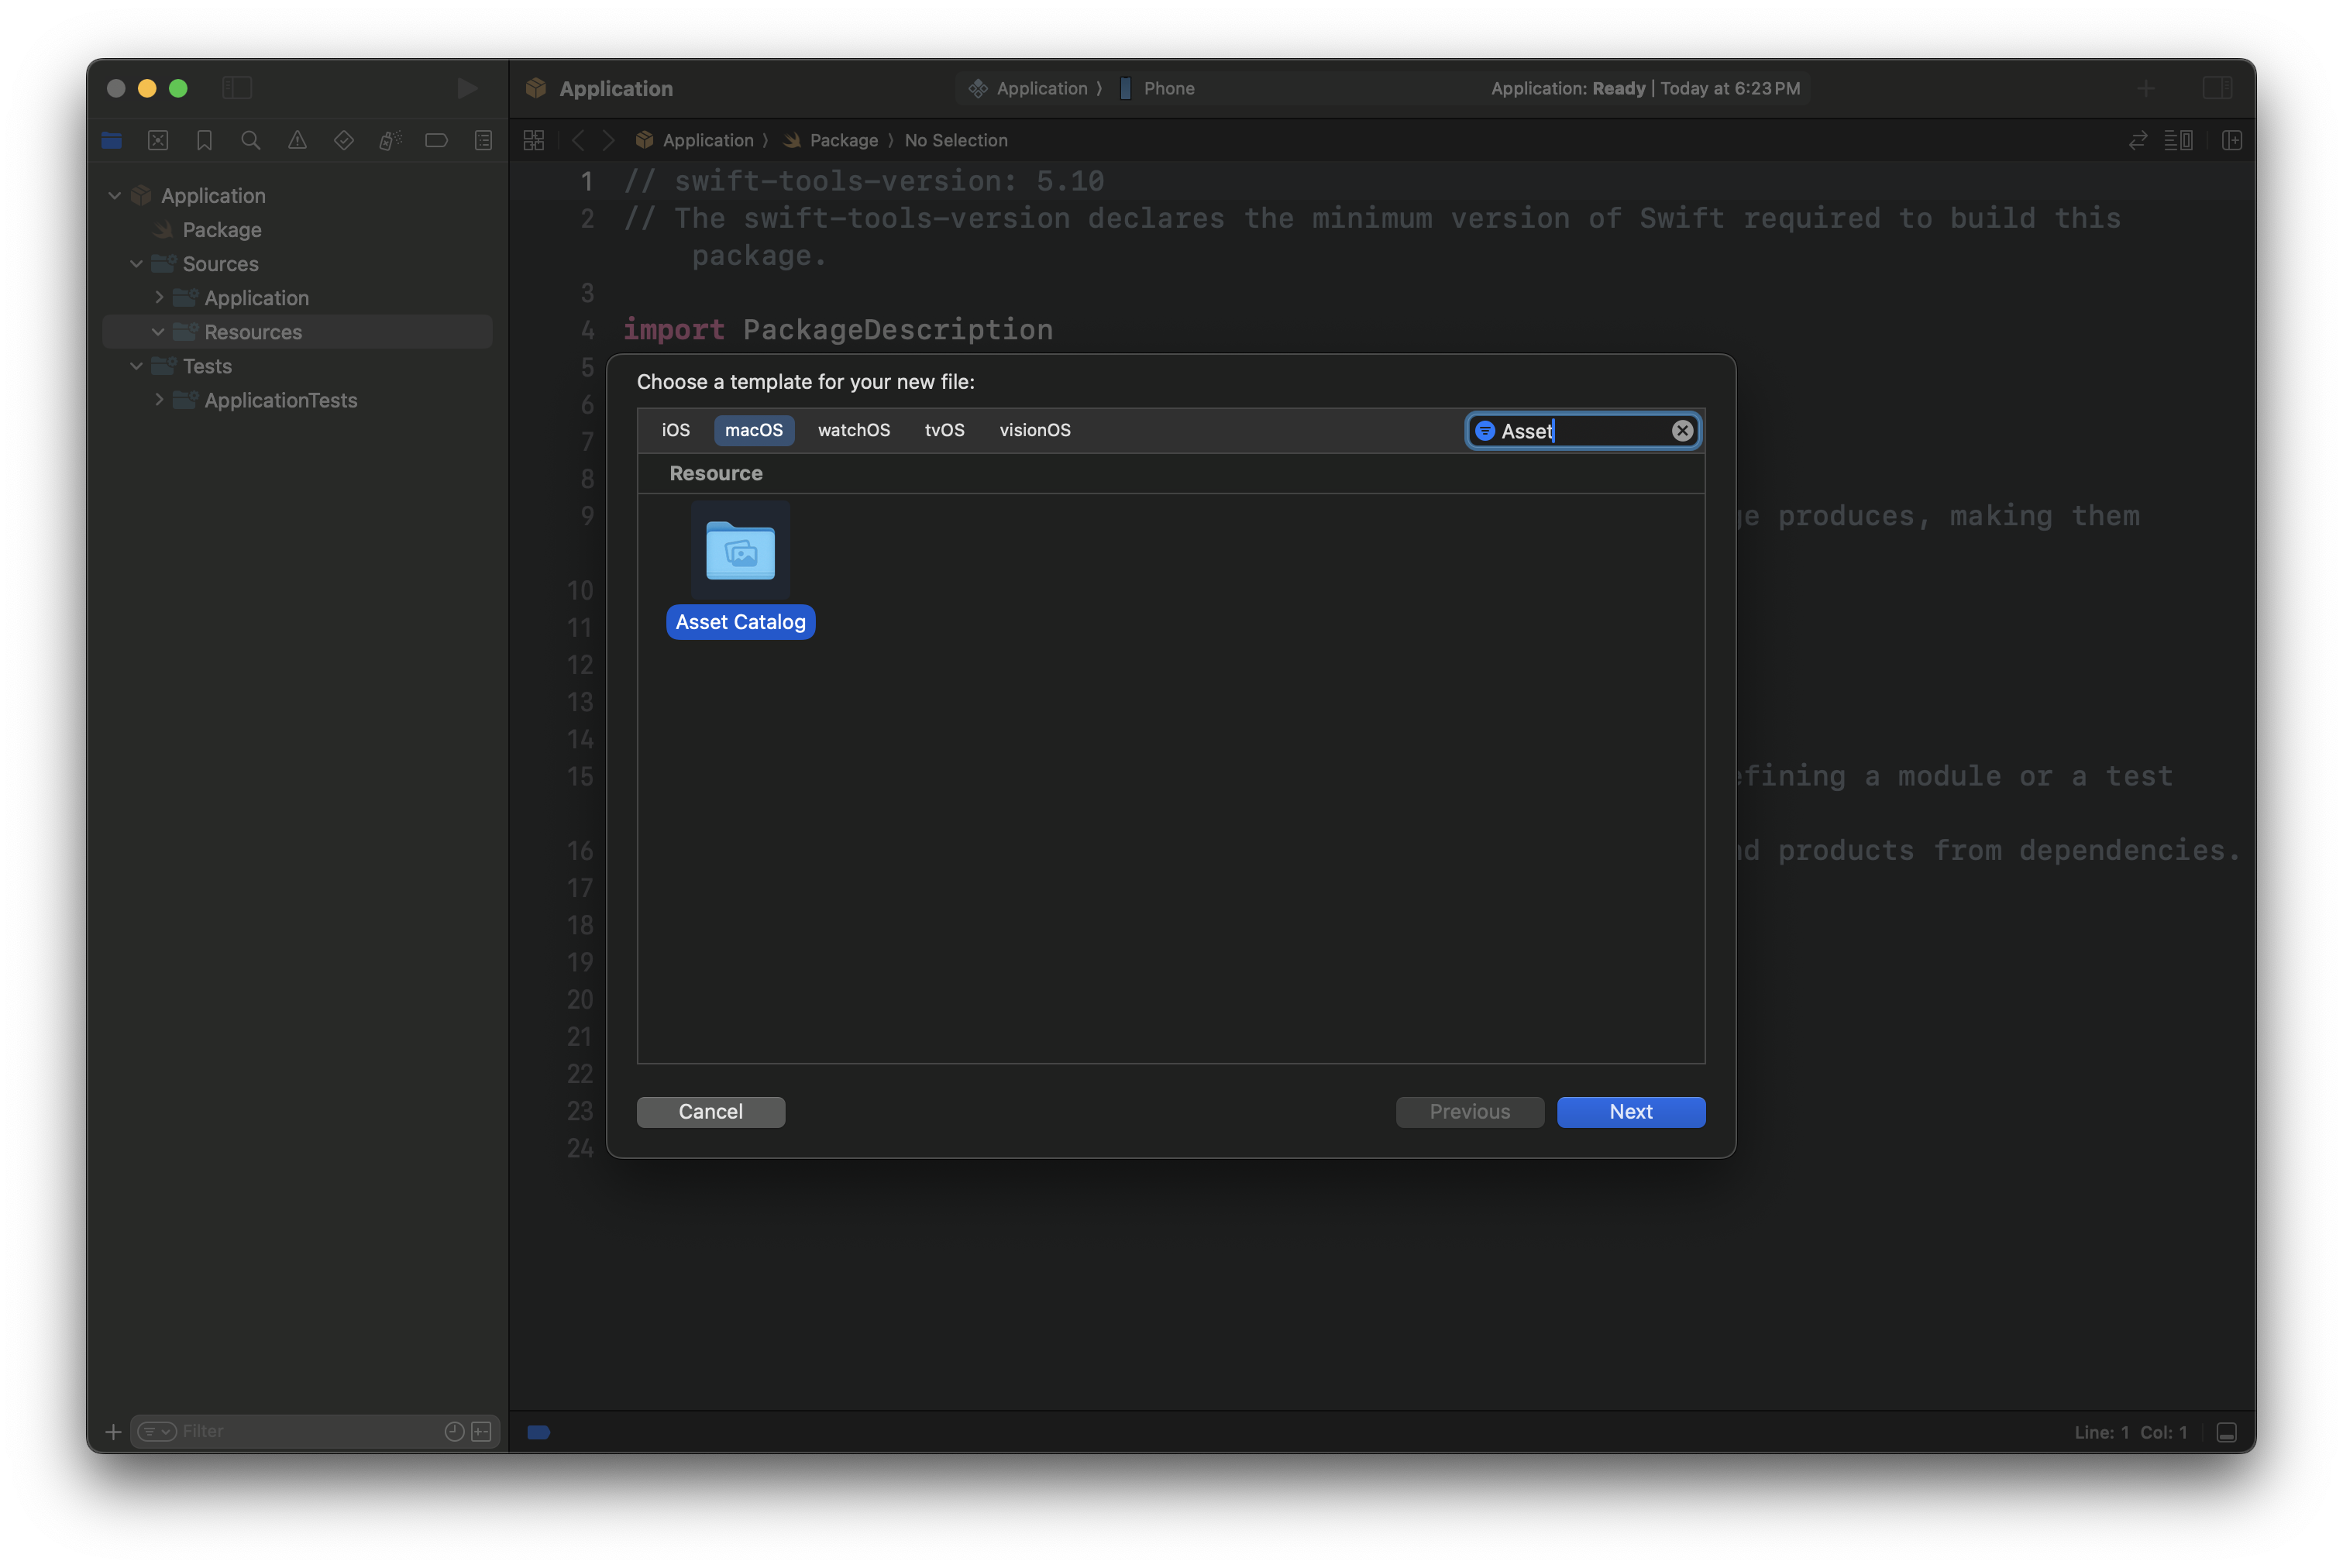 Application
Application ⟩ Phone
Application: Ready | Today at 6:23 PM
Application ⟩ Package ⟩ No Selection
Application
Package
Sources
Application
Resources
Tests
ApplicationTests
1 // swift-tools-version: 5.10
2 // The swift-tools-version declares the minimum version of Swift required to build this
package.
3
4 import PackageDescription
5
6
7
8
9 produces, making them
10
11
12
13
14
15 efining a module or a test
16 products from dependencies.
17
18
19
20
21
22
23
24
Choose a template for your new file:
iOS macOS watchOS tvOS visionOS
Asset
Resource
Asset Catalog
Cancel Previous Next
Filter
Line: 1 Col: 1